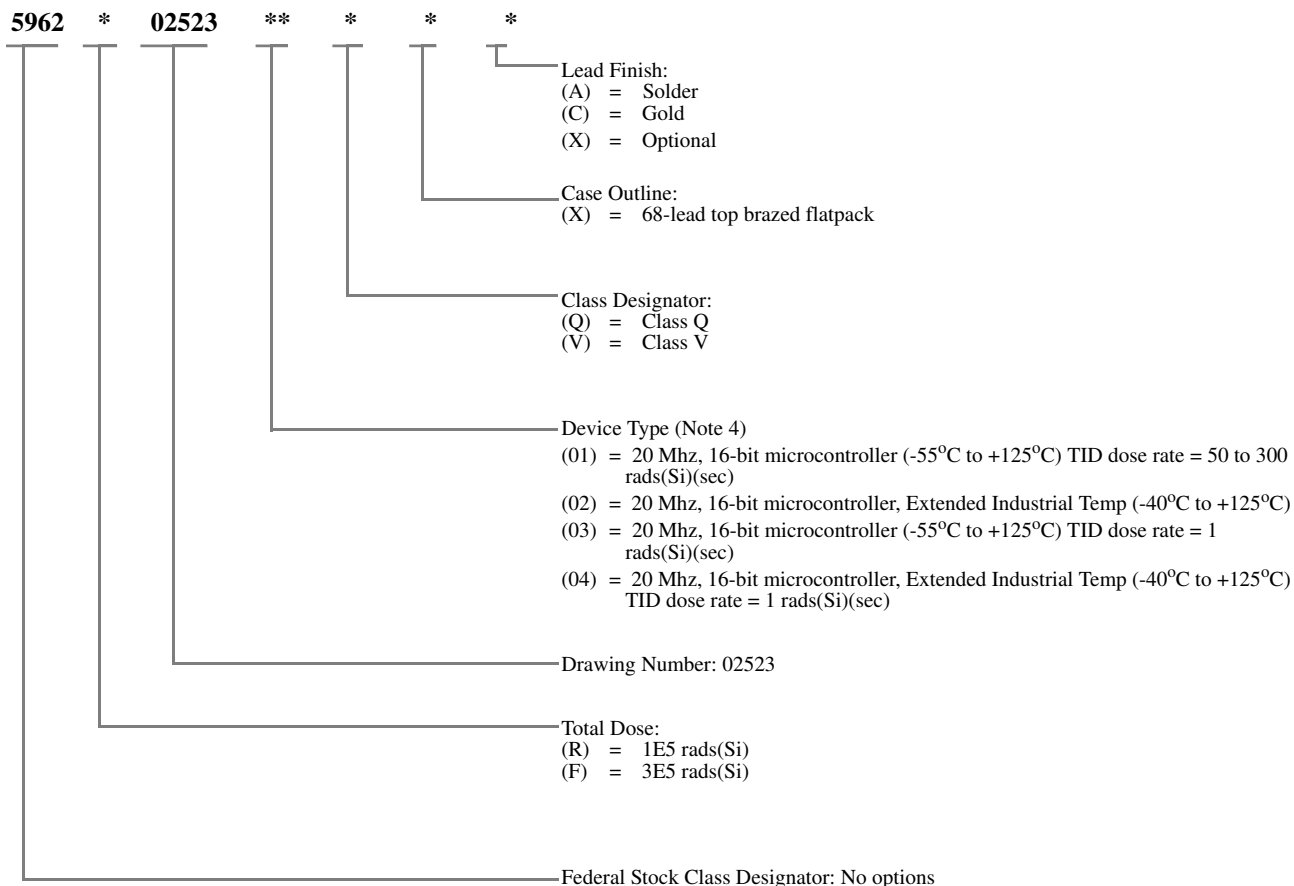 5962 * 02523 ** * * *
Lead Finish:
(A) = Solder
(C) = Gold
(X) = Optional
Case Outline:
(X) = 68-lead top brazed flatpack
Class Designator:
(Q) = Class Q
(V) = Class V
Device Type (Note 4)
(01) = 20 Mhz, 16-bit microcontroller (-55°C to +125°C) TID dose rate = 50 to 300
rads(Si)(sec)
(02) = 20 Mhz, 16-bit microcontroller, Extended Industrial Temp (-40°C to +125°C)
(03) = 20 Mhz, 16-bit microcontroller (-55°C to +125°C) TID dose rate = 1
rads(Si)(sec)
(04) = 20 Mhz, 16-bit microcontroller, Extended Industrial Temp (-40°C to +125°C)
TID dose rate = 1 rads(Si)(sec)
Drawing Number: 02523
Total Dose:
(R) = 1E5 rads(Si)
(F) = 3E5 rads(Si)
Federal Stock Class Designator: No options